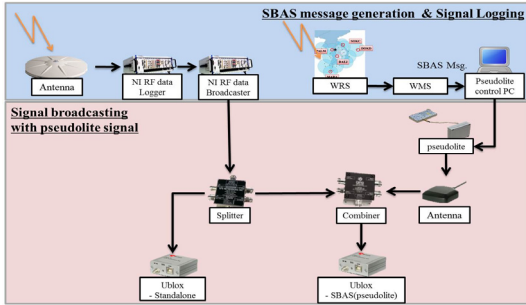 SBAS message generation & Signal Logging
Antenna
NI RF data
Logger
NI RF data
Broadcaster
WRS
SBAS Msg.
WMS
Pseudolite
control PC
Signal broadcasting
with pseudolite signal
pseudolite
Splitter
Combiner
Antenna
Ublox
- Standalone
Ublox
- SBAS(pseudolite)